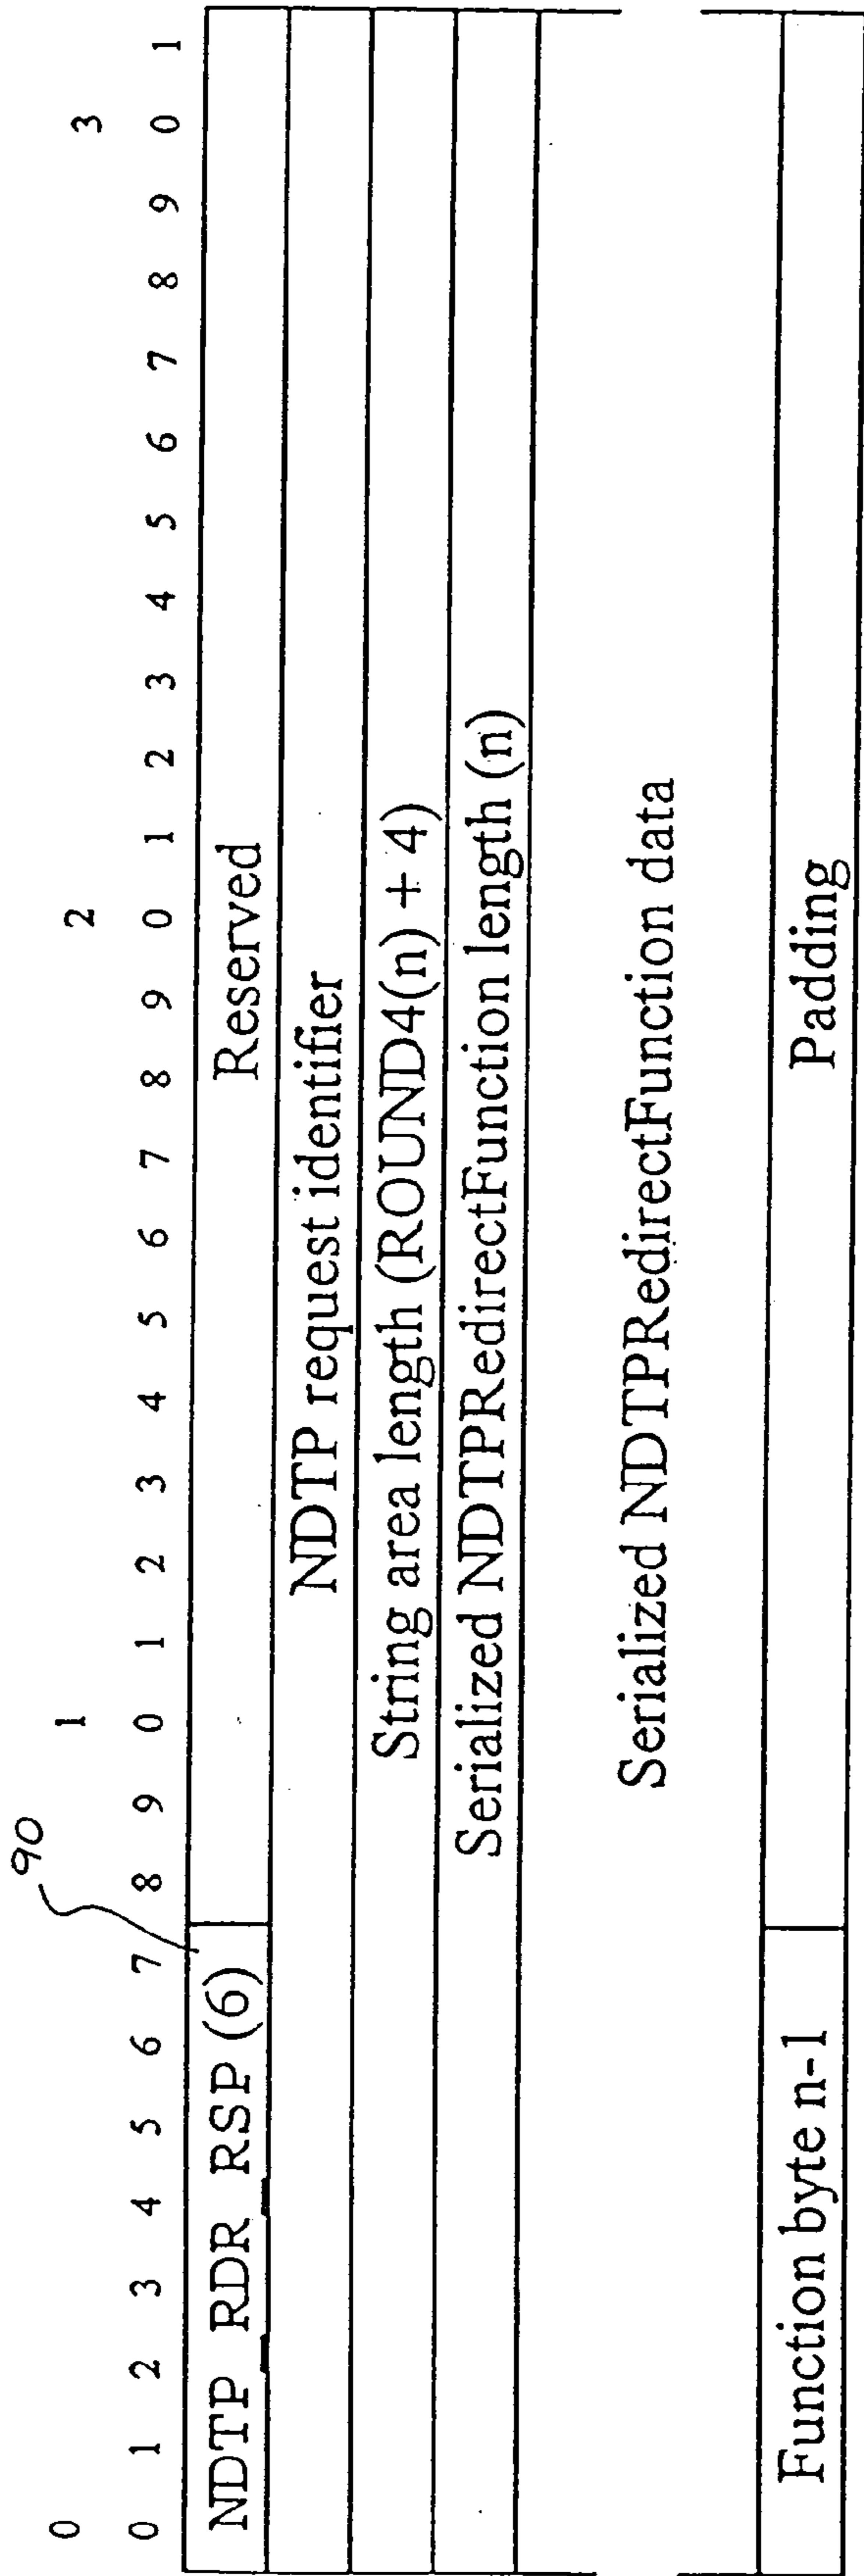 90
0 1 2 3
0 1 2 3 4 5 6 7 8 9 0 1 2 3 4 5 6 7 8 9 0 1 2 3 4 5 6 7 8 9 0 1
NDTP_RDR_RSP (6) Reserved
NDTP request identifier
String area length (ROUND4(n) + 4)
Serialized NDTPRedirectFunction length (n)
Serialized NDTPRedirectFunction data
Function byte n-1 Padding